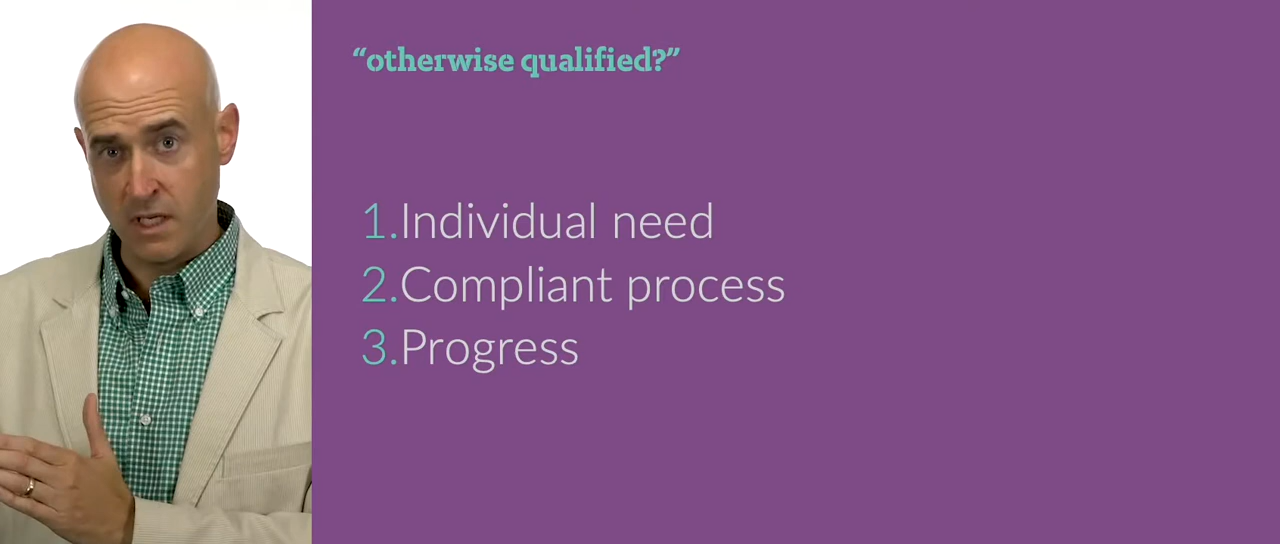 “otherwise qualified?”
1.Individual need
2.Compliant process
3.Progress